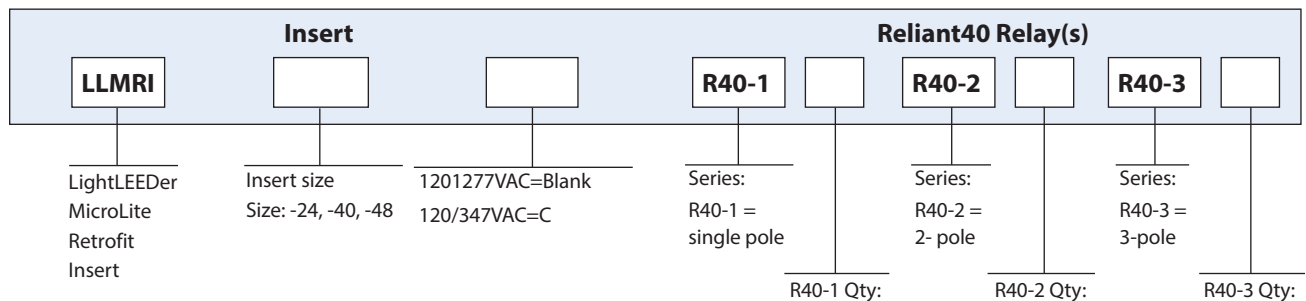 Insert
Reliant40 Relay(s)
LLMRI
R40-1
R40-2
R40-3
LightLEEDer
MicroLite
Retrofit
Insert
Insert size
Size: -24, -40, -48
1201277VAC=Blank
120/347VAC=C
Series:
R40-1 =
single pole
R40-1 Qty:
Series:
R40-2 =
2- pole
R40-2 Qty:
Series:
R40-3 =
3-pole
R40-3 Qty: